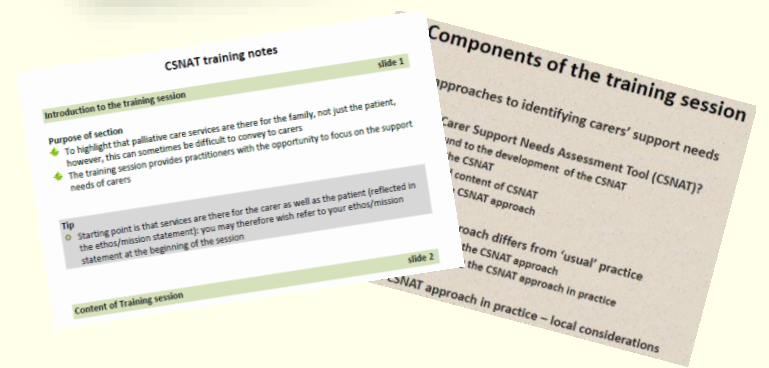 CSNAT training notes
Introduction to the training session
slide 1
Purpose of section
To highlight that palliative care services are there for the family, not just the patient,
however, this can sometimes be difficult to convey to carers
The training session provides practitioners with the opportunity to focus on the support
needs of carers
Tip
Starting point is that services are there for the carer as well as the patient (reflected in
the ethos/mission statement); you may therefore wish refer to your ethos/mission
statement at the beginning of the session
slide 2
Content of Training session
Components of the training session
approaches to identifying carers' support needs
Carer Support Needs Assessment Tool (CSNAT)?
to the development of the CSNAT
the CSNAT
content of CSNAT
CSNAT approach
differs from 'usual' practice
the CSNAT approach
the CSNAT approach in practice
CSNAT approach in practice – local considerations